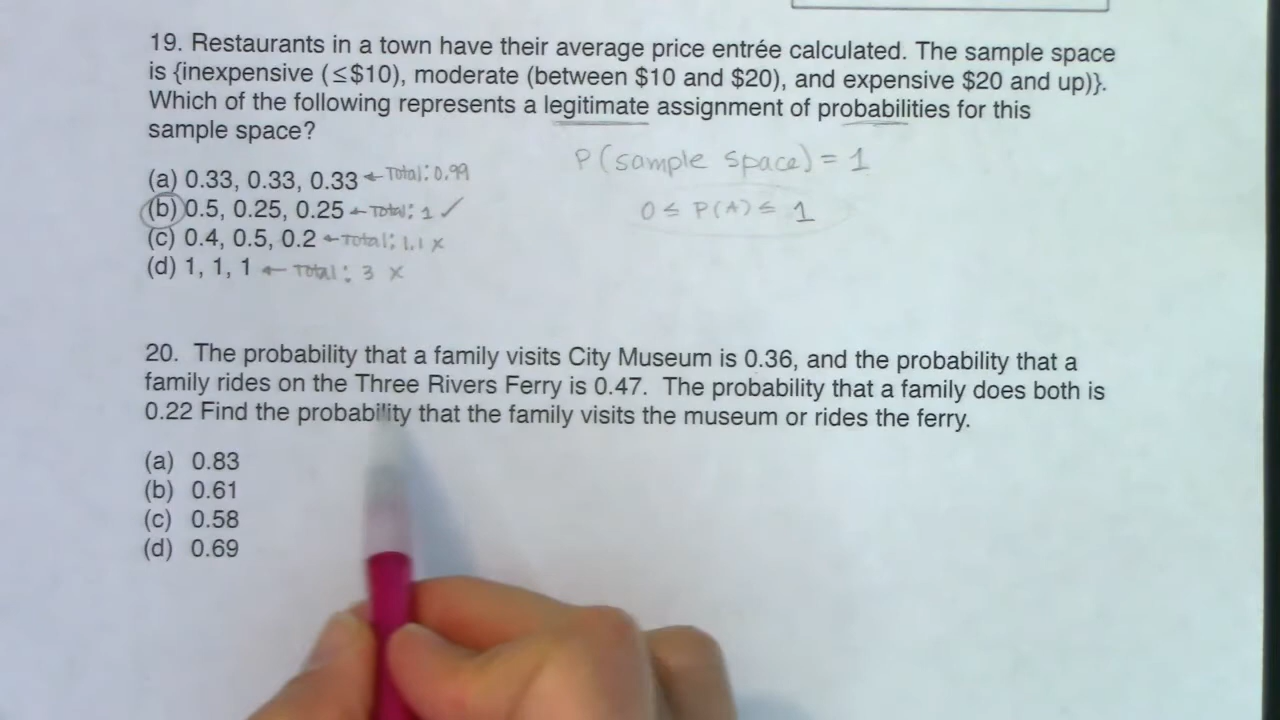 19. Restaurants in a town have their average price entrée calculated. The sample space
is {inexpensive (≤$10), moderate (between $10 and $20), and expensive $20 and up)}.
Which of the following represents a legitimate assignment of probabilities for this
sample space?
P(sample space) = 1
(a) 0.33, 0.33, 0.33 ← Total: 0.99
(b) 0.5, 0.25, 0.25 ← Total: 1 ✓
0 ≤ P(A) ≤ 1
(c) 0.4, 0.5, 0.2 ← Total: 1.1 x
(d) 1, 1, 1 ← Total: 3 x
20. The probability that a family visits City Museum is 0.36, and the probability that a
family rides on the Three Rivers Ferry is 0.47. The probability that a family does both is
0.22 Find the probability that the family visits the museum or rides the ferry.
(a) 0.83
(b) 0.61
(c) 0.58
(d) 0.69